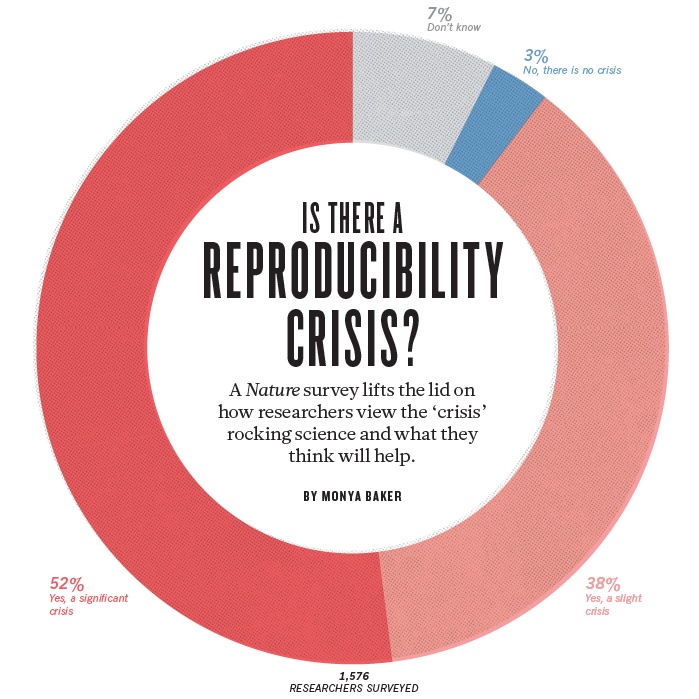 7%
Don't know
3%
No, there is no crisis
IS THERE A
REPRODUCIBILITY
CRISIS?
A Nature survey lifts the lid on
how researchers view the ‘crisis’
rocking science and what they
think will help.
BY MONYA BAKER
52%
Yes, a significant
crisis
38%
Yes, a slight
crisis
1,576
RESEARCHERS SURVEYED